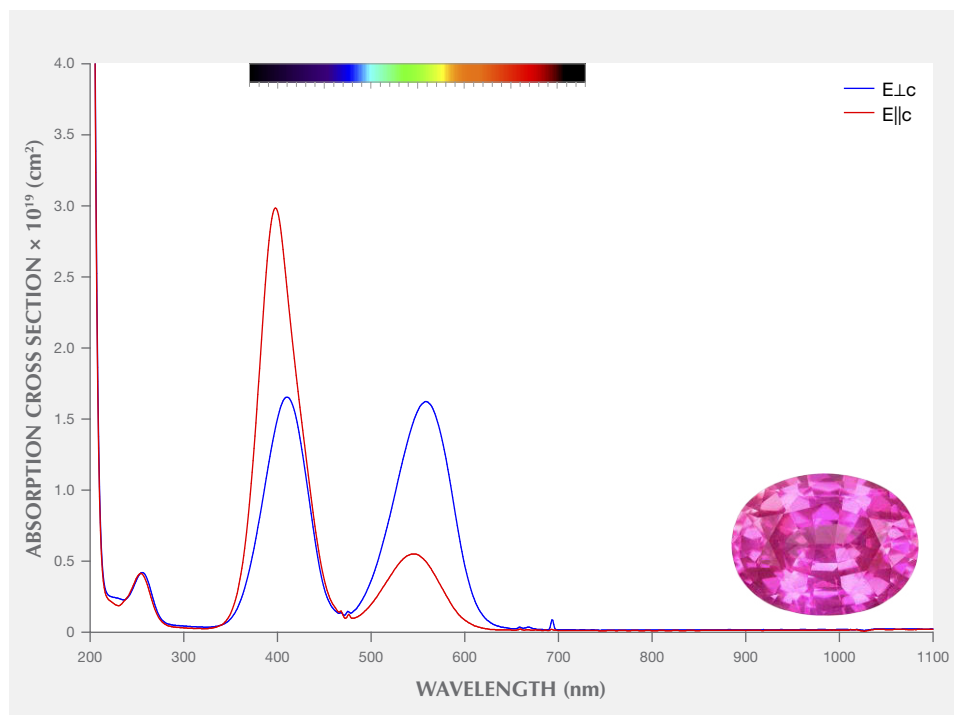 4.0
3.5
3.0
2.5
2.0
1.5
1.0
0.5
0
ABSORPTION CROSS SECTION × 10¹⁹ (cm²)
E⊥c
E||c
200 300 400 500 600 700 800 900 1000 1100
WAVELENGTH (nm)